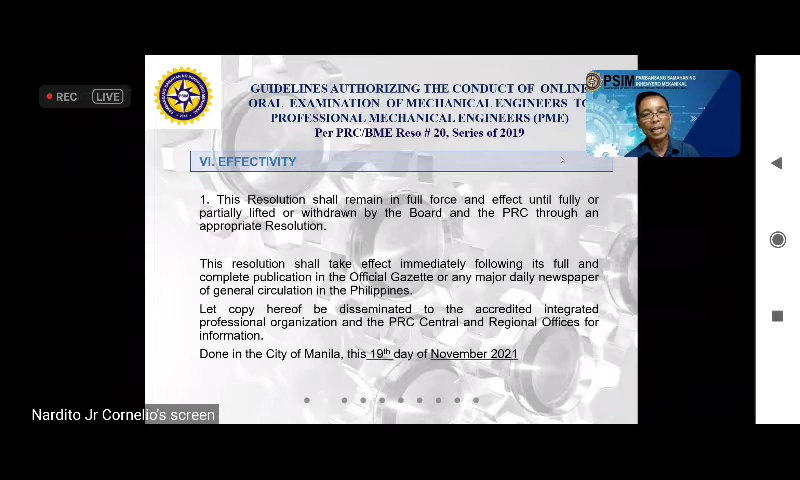 REC LIVE
GUIDELINES AUTHORIZING THE CONDUCT OF ONLINE
ORAL EXAMINATION OF MECHANICAL ENGINEERS TO
PROFESSIONAL MECHANICAL ENGINEERS (PME)
Per PRC/BME Reso # 20, Series of 2019
PSIM PAMBANSANG SAMAHAN NG
INHENYERO MEKANIKAL
VI. EFFECTIVITY
1. This Resolution shall remain in full force and effect until fully or
partially lifted or withdrawn by the Board and the PRC through an
appropriate Resolution.
This resolution shall take effect immediately following its full and
complete publication in the Official Gazette or any major daily newspaper
of general circulation in the Philippines.
Let copy hereof be disseminated to the accredited integrated
professional organization and the PRC Central and Regional Offices for
information.
Done in the City of Manila, this 19th day of November 2021
Nardito Jr Cornelio's screen